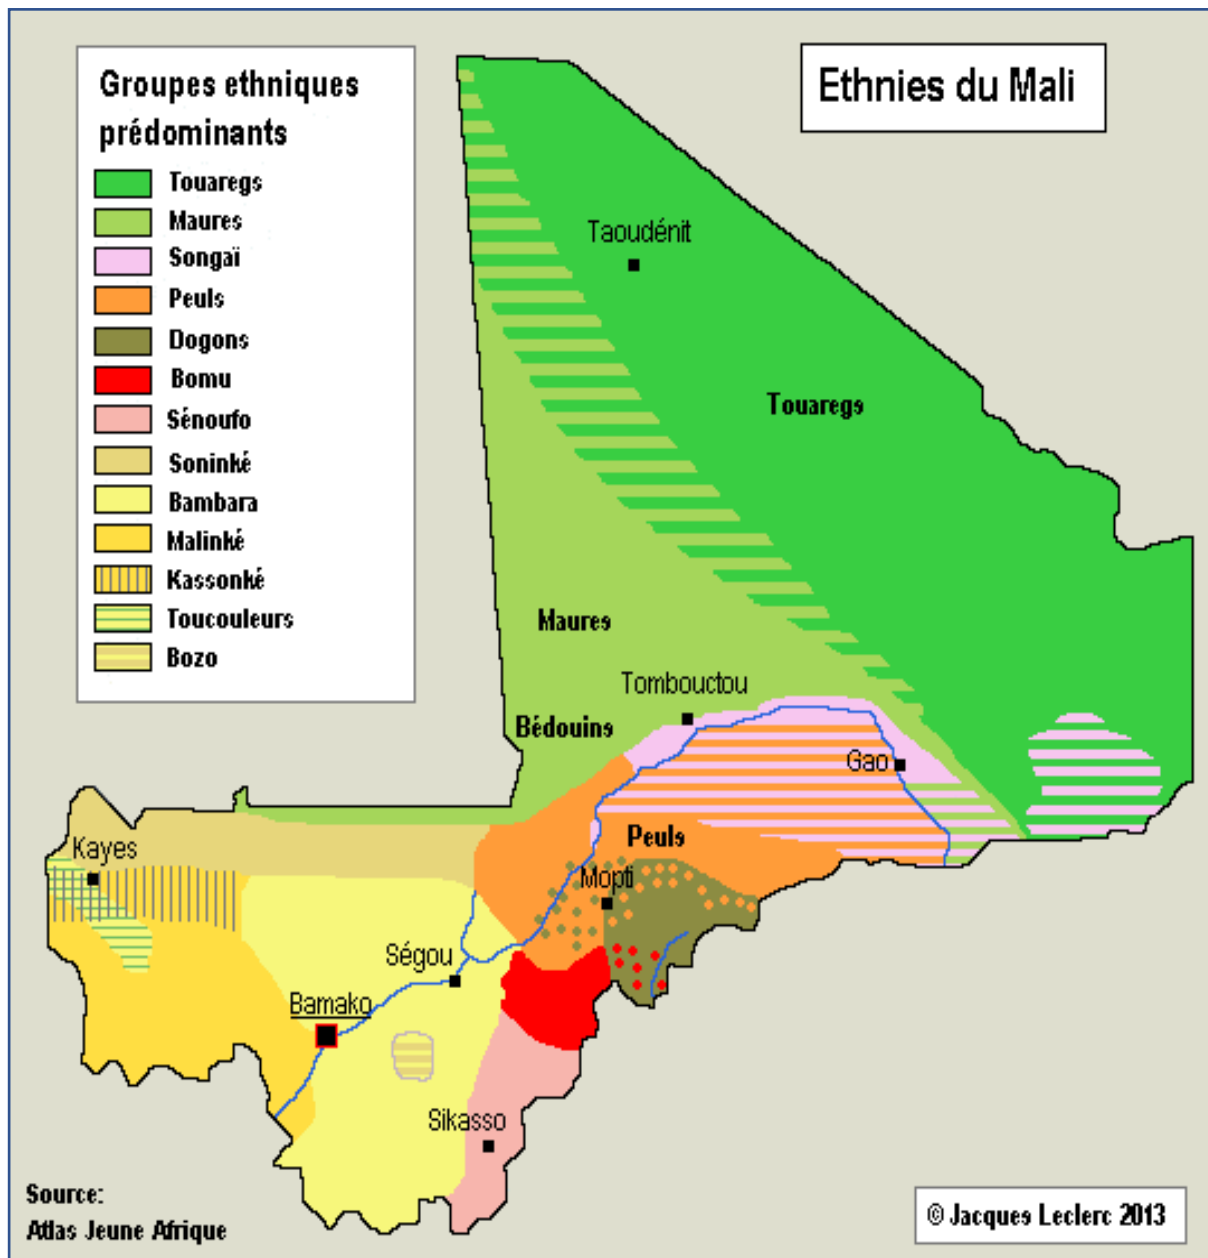 Groupes ethniques
prédominants
Touaregs
Maures
Songaï
Peuls
Dogons
Bomu
Sénoufo
Soninké
Bambara
Malinké
Kassonké
Toucouleurs
Bozo
Ethnies du Mali
Taoudénit
Touaregs
Maures
Tombouctou
Bédouins
Gao
Peuls
Kayes
Mopti
Ségou
Bamako
Sikasso
Source:
Atlas Jeune Afrique
© Jacques Leclerc 2013